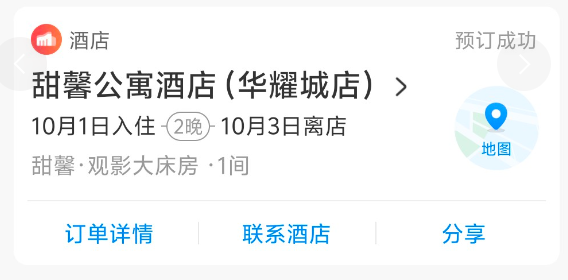 酒店
预订成功
甜馨公寓酒店(华耀城店)
10月1日入住 2晚 10月3日离店
地图
甜馨·观影大床房 ·1间
订单详情 联系酒店 分享